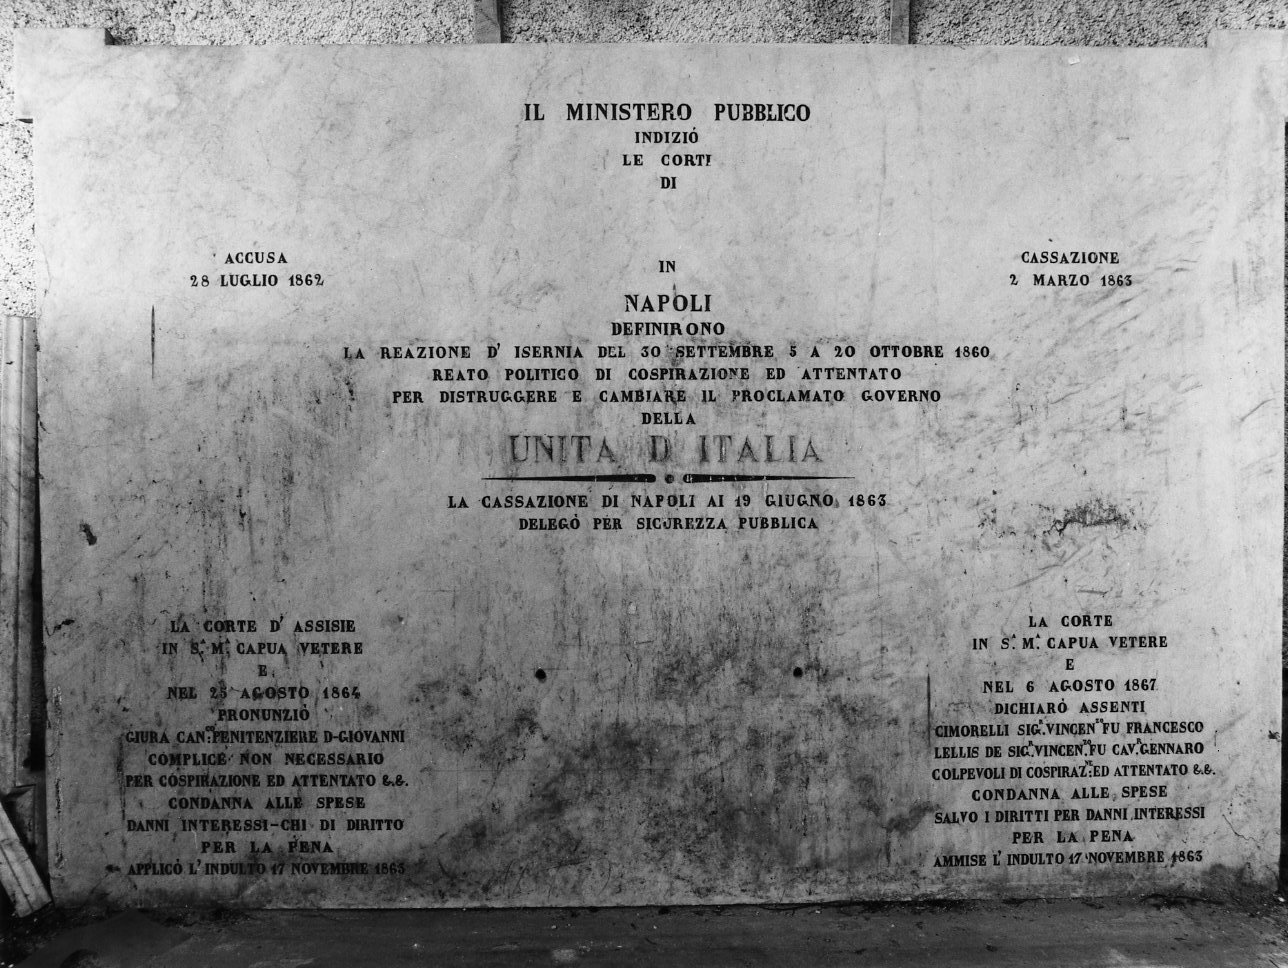 IL MINISTERO PUBBLICO
INDIZIÓ
LE CORTI
DI
ACCUSA
28 LUGLIO 1862
CASSAZIONE
2 MARZO 1863
IN
NAPOLI
DEFINIRONO
LA REAZIONE D' ISERNIA DEL 30 SETTEMBRE 5 A 20 OTTOBRE 1860
REATO POLITICO DI COSPIRAZIONE ED ATTENTATO
PER DISTRUGGERE E CAMBIARE IL PROCLAMATO GOVERNO
DELLA
UNITA D'ITALIA
LA CASSAZIONE DI NAPOLI AI 19 GIUGNO 1863
DELEGÒ PER SICUREZZA PUBBLICA
LA CORTE D' ASSISIE
IN S.A M.A CAPUA VETERE
E
NEL 25 AGOSTO 1864
PRONUNZIÒ
GIURA CAN.CO PENITENZIERE D-GIOVANNI
COMPLICE NON NECESSARIO
PER COSPIRAZIONE ED ATTENTATO &.&.
CONDANNA ALLE SPESE
DANNI INTERESSI-CHI DI DIRITTO
PER LA PENA
APPLICÒ L'INDULTO 17 NOVEMBRE 1863
LA CORTE
IN S.A M.A CAPUA VETERE
E
NEL 6 AGOSTO 1867
DICHIARÒ ASSENTI
CIMORELLI SIG.R VINCEN.ZO FU FRANCESCO
LELLIS DE SIG.R VINCEN.ZO FU CAV.R GENNARO
COLPEVOLI DI COSPIRAZ.NE ED ATTENTATO &.&.
CONDANNA ALLE SPESE
SALVO I DIRITTI PER DANNI INTERESSI
PER LA PENA
AMMISE L'INDULTO 17 NOVEMBRE 1863